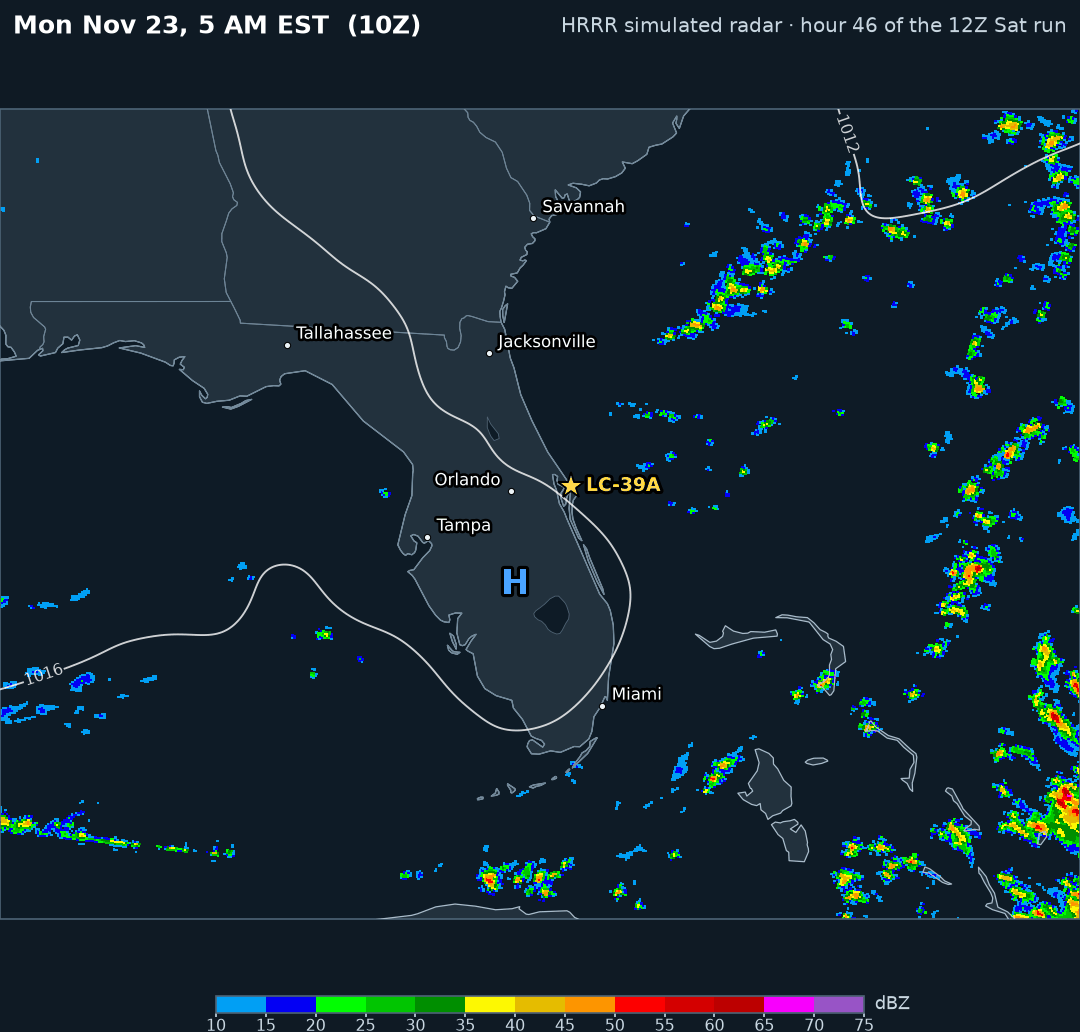 Mon Nov 23, 5 AM EST (10Z)
HRRR simulated radar · hour 46 of the 12Z Sat run
1012
Savannah
Tallahassee
Jacksonville
Orlando
LC-39A
Tampa
H
1016
Miami
dBZ
10 15 20 25 30 35 40 45 50 55 60 65 70 75